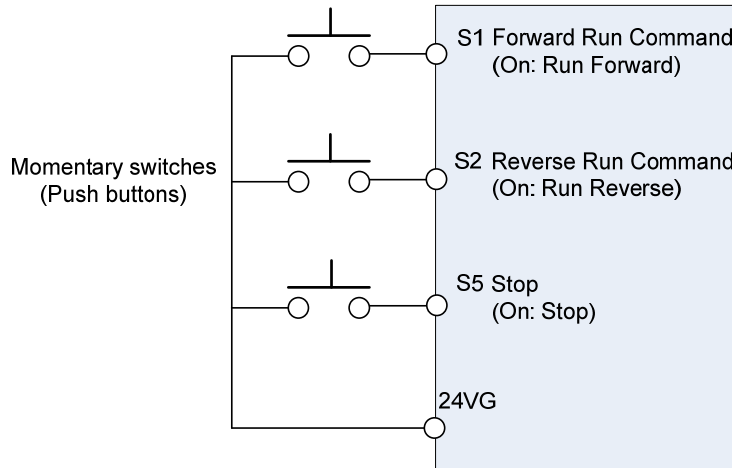 S1 Forward Run Command
(On: Run Forward)
Momentary switches
(Push buttons)
S2 Reverse Run Command
(On: Run Reverse)
S5 Stop
(On: Stop)
24VG